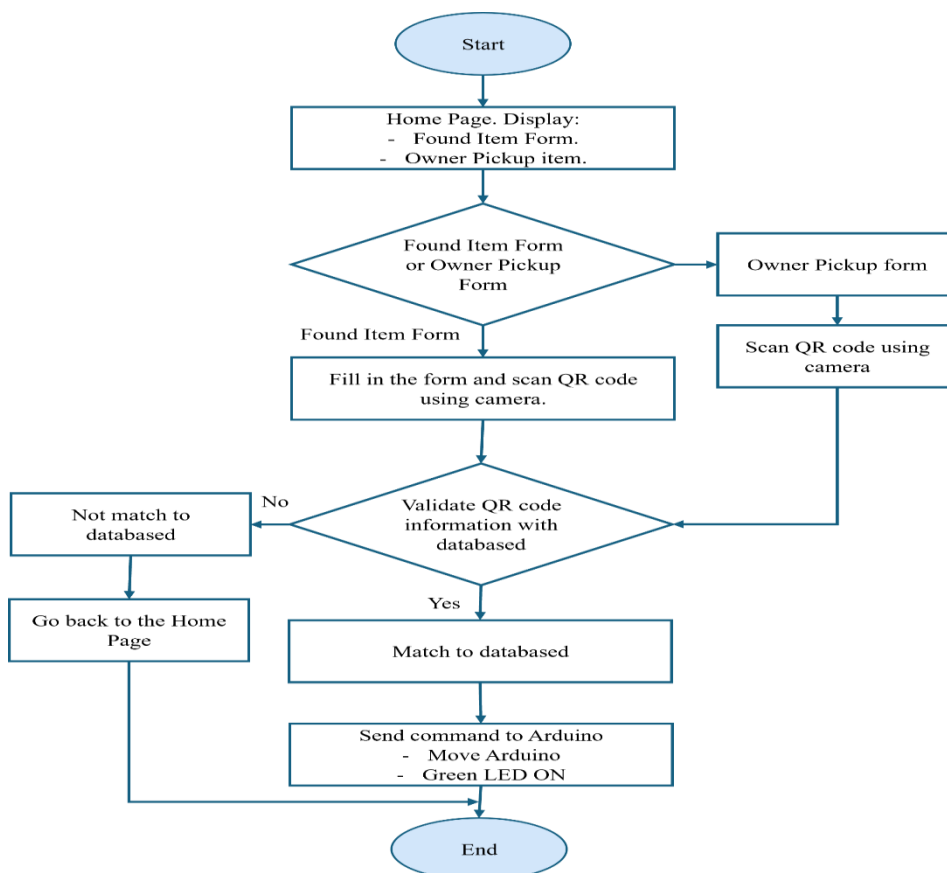 Start
Home Page. Display:
- Found Item Form.
- Owner Pickup item.
Found Item Form
or Owner Pickup
Form
Owner Pickup form
Found Item Form
Scan QR code using
camera
Fill in the form and scan QR code
using camera.
Validate QR code
information with
databased
No
Not match to
databased
Yes
Go back to the Home
Page
Match to databased
Send command to Arduino
- Move Arduino
- Green LED ON
End